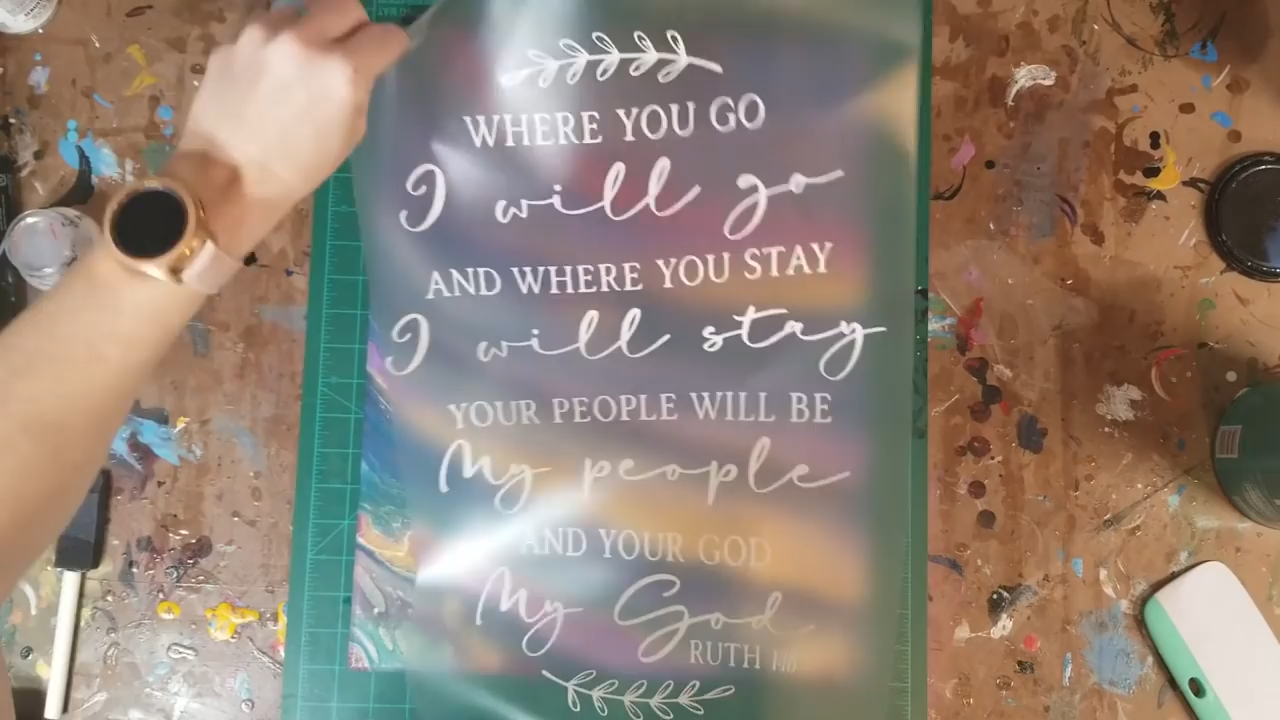 WHERE YOU GO
I will go
AND WHERE YOU STAY
I will stay
YOUR PEOPLE WILL BE
My people
AND YOUR GOD
My God
RUTH